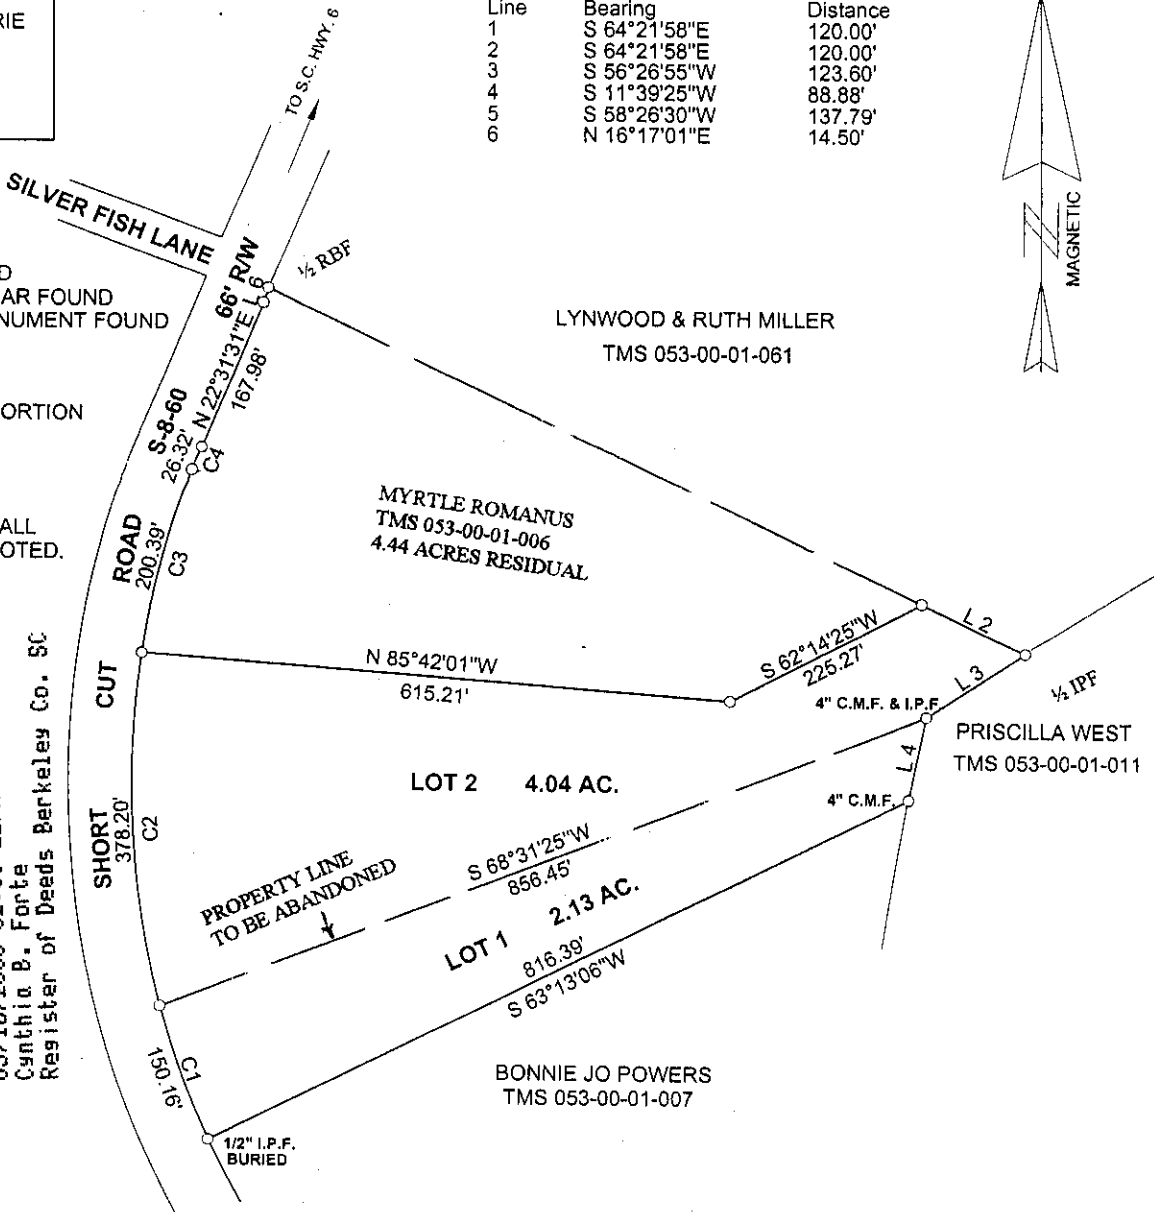 RIE
Line Bearing Distance
1 S 64°21'58"E 120.00'
2 S 64°21'58"E 120.00'
3 S 56°26'55"W 123.60'
4 S 11°39'25"W 88.88'
5 S 58°26'30"W 137.79'
6 N 16°17'01"E 14.50'
TO S.C. HWY. 6
MAGNETIC
SILVER FISH LANE
66' R/W
L 6
½ RBF
D
AR FOUND
NUMENT FOUND
LYNWOOD & RUTH MILLER
TMS 053-00-01-061
N 22°31'31"E
167.98'
ORTION
S-8-60
26.32'
C4
MYRTLE ROMANUS
TMS 053-00-01-006
4.44 ACRES RESIDUAL
ALL
OTED.
ROAD
200.39'
C3
L 2
S 62°14'25"W
225.27'
N 85°42'01"W
615.21'
L 3
½ IPF
CUT
4" C.M.F. & I.P.F.
PRISCILLA WEST
TMS 053-00-01-011
L 4
LOT 2 4.04 AC.
4" C.M.F.
SHORT
378.20'
C2
S 68°31'25"W
856.45'
PROPERTY LINE
TO BE ABANDONED
LOT 1 2.13 AC.
816.39'
S 63°13'06"W
Cynthia B. Forte
Register of Deeds Berkeley Co. SC
C1
150.16'
BONNIE JO POWERS
TMS 053-00-01-007
1/2" I.P.F.
BURIED